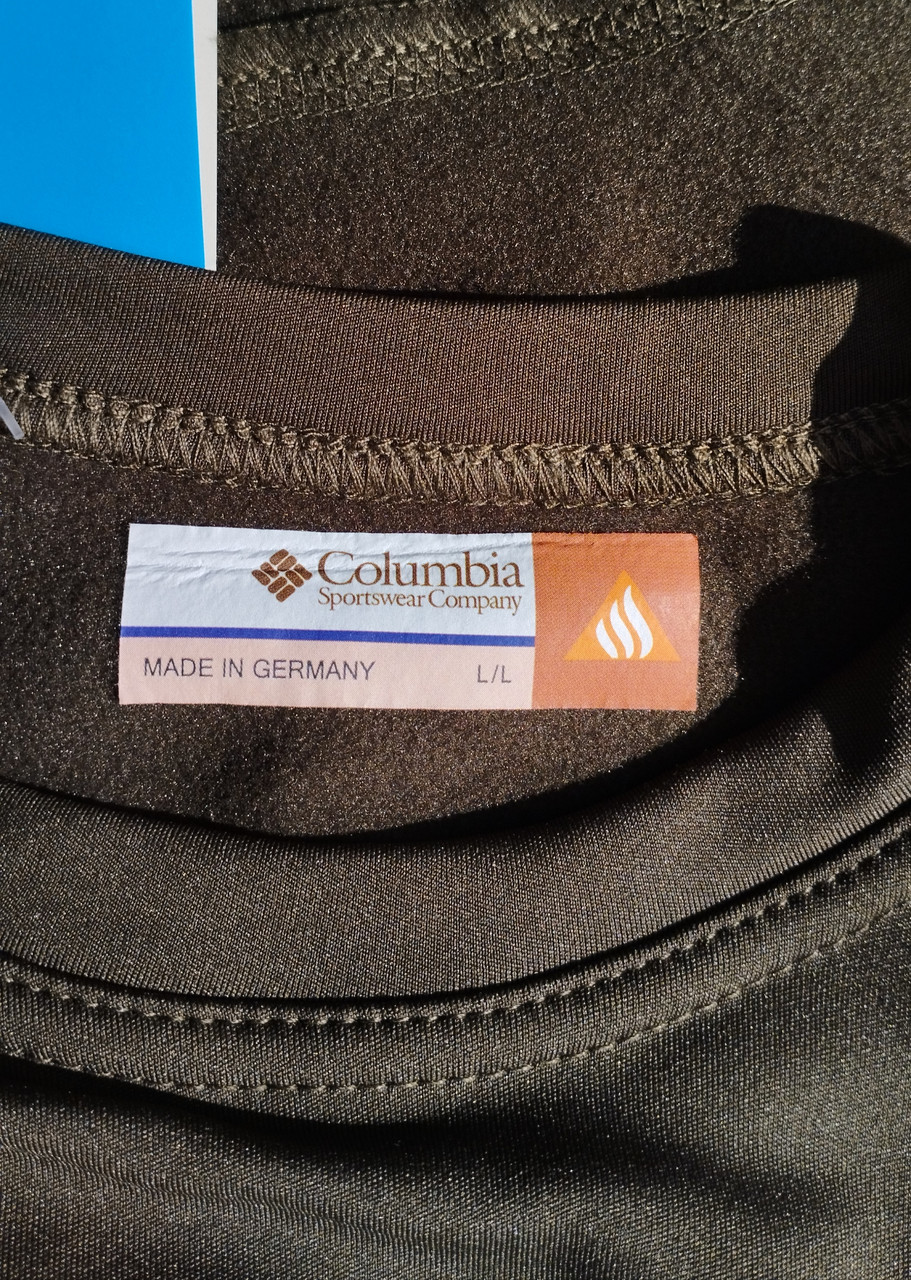 Columbia
Sportswear Company
MADE IN GERMANY L/L